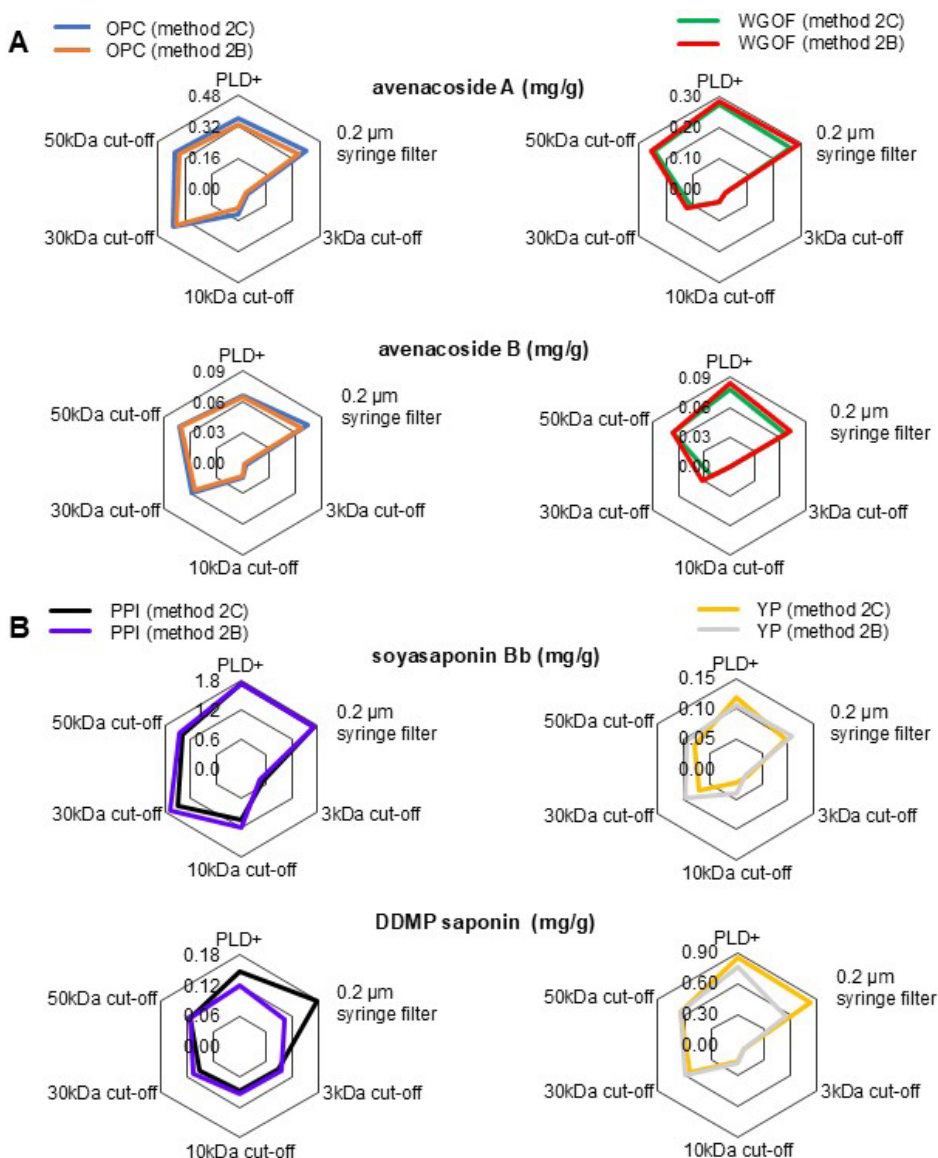 A
OPC (method 2C)
OPC (method 2B)
WGOF (method 2C)
WGOF (method 2B)
avenacoside A (mg/g)
PLD+
0.48
0.32
0.16
0.00
0.2 µm
syringe filter
3kDa cut-off
10kDa cut-off
30kDa cut-off
50kDa cut-off
PLD+
0.30
0.20
0.10
0.00
0.2 µm
syringe filter
3kDa cut-off
10kDa cut-off
30kDa cut-off
50kDa cut-off
avenacoside B (mg/g)
PLD+
0.09
0.06
0.03
0.00
0.2 µm
syringe filter
3kDa cut-off
10kDa cut-off
30kDa cut-off
50kDa cut-off
PLD+
0.09
0.06
0.03
0.00
0.2 µm
syringe filter
3kDa cut-off
10kDa cut-off
30kDa cut-off
50kDa cut-off
B
PPI (method 2C)
PPI (method 2B)
YP (method 2C)
YP (method 2B)
soyasaponin Bb (mg/g)
PLD+
1.8
1.2
0.6
0.0
0.2 µm
syringe filter
3kDa cut-off
10kDa cut-off
30kDa cut-off
50kDa cut-off
PLD+
0.15
0.10
0.05
0.00
0.2 µm
syringe filter
3kDa cut-off
10kDa cut-off
30kDa cut-off
50kDa cut-off
DDMP saponin (mg/g)
PLD+
0.18
0.12
0.06
0.00
0.2 µm
syringe filter
3kDa cut-off
10kDa cut-off
30kDa cut-off
50kDa cut-off
PLD+
0.90
0.60
0.30
0.00
0.2 µm
syringe filter
3kDa cut-off
10kDa cut-off
30kDa cut-off
50kDa cut-off